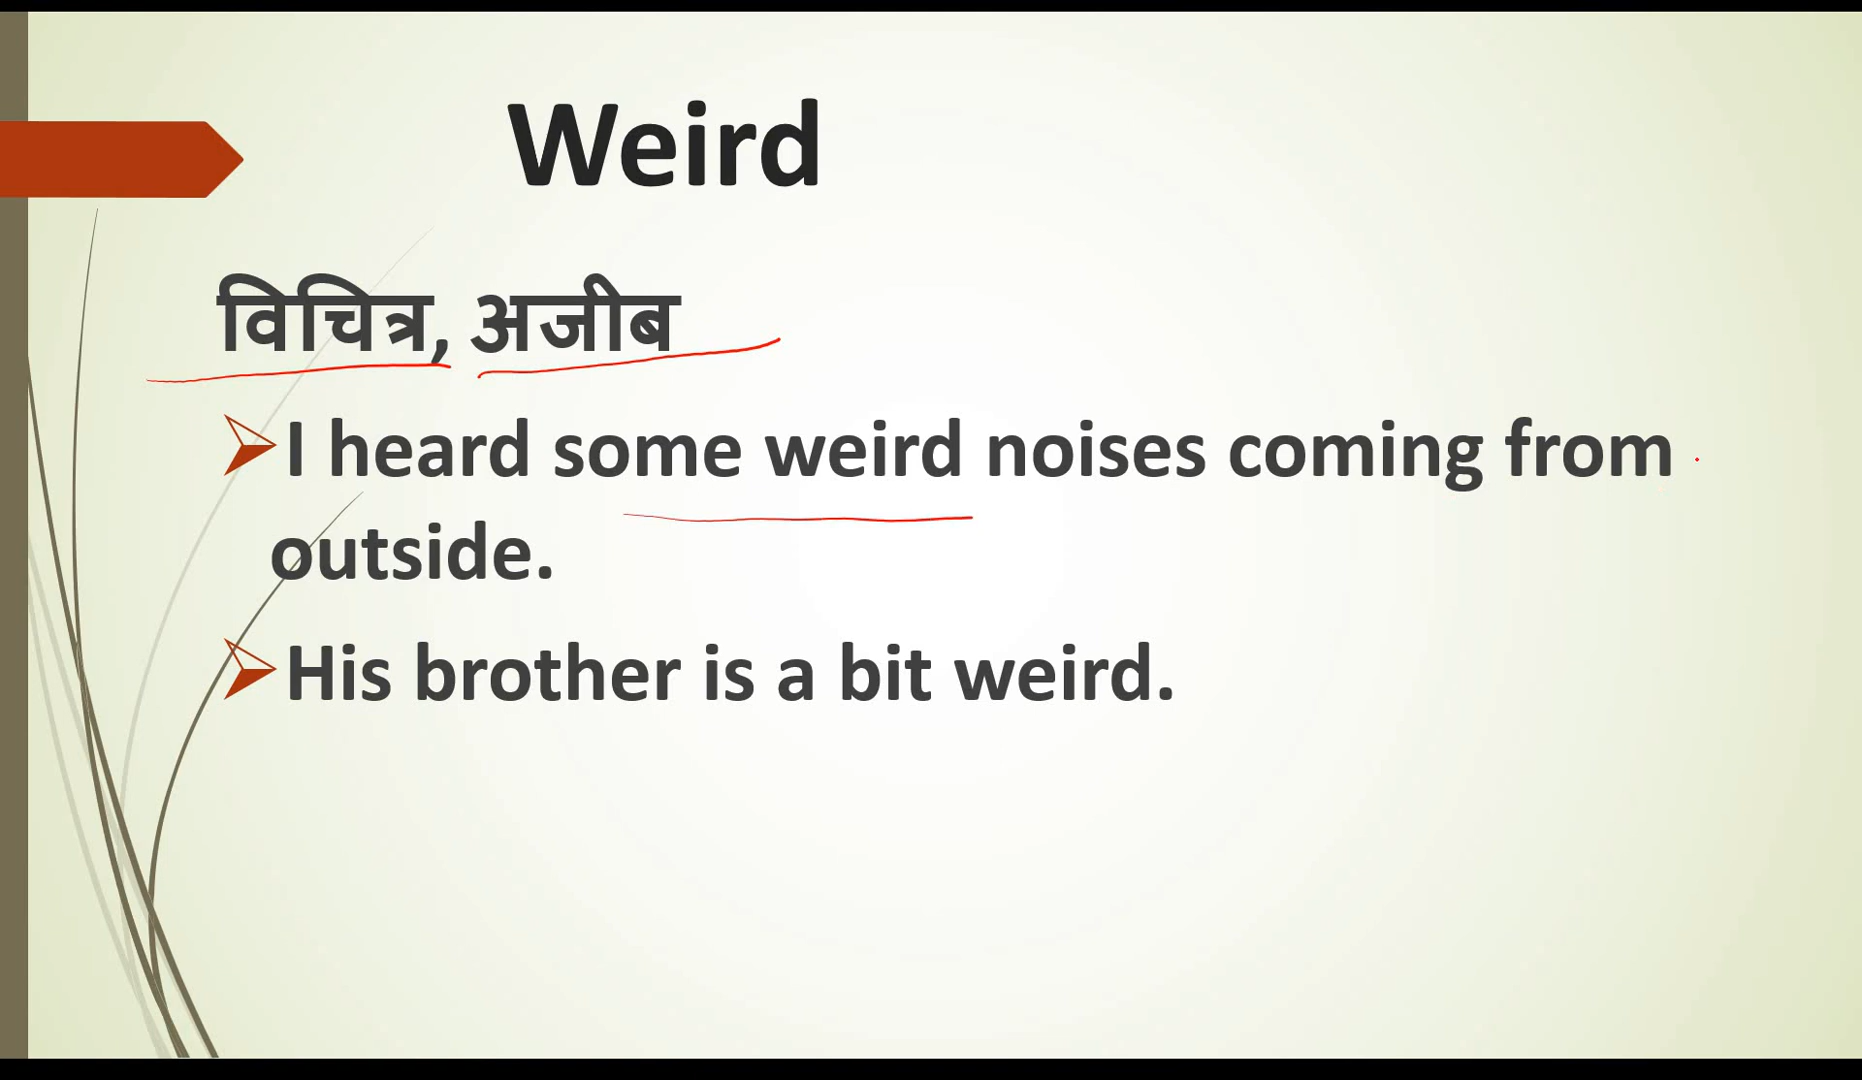 Weird
विचित्र, अजीब
I heard some weird noises coming from
outside.
His brother is a bit weird.